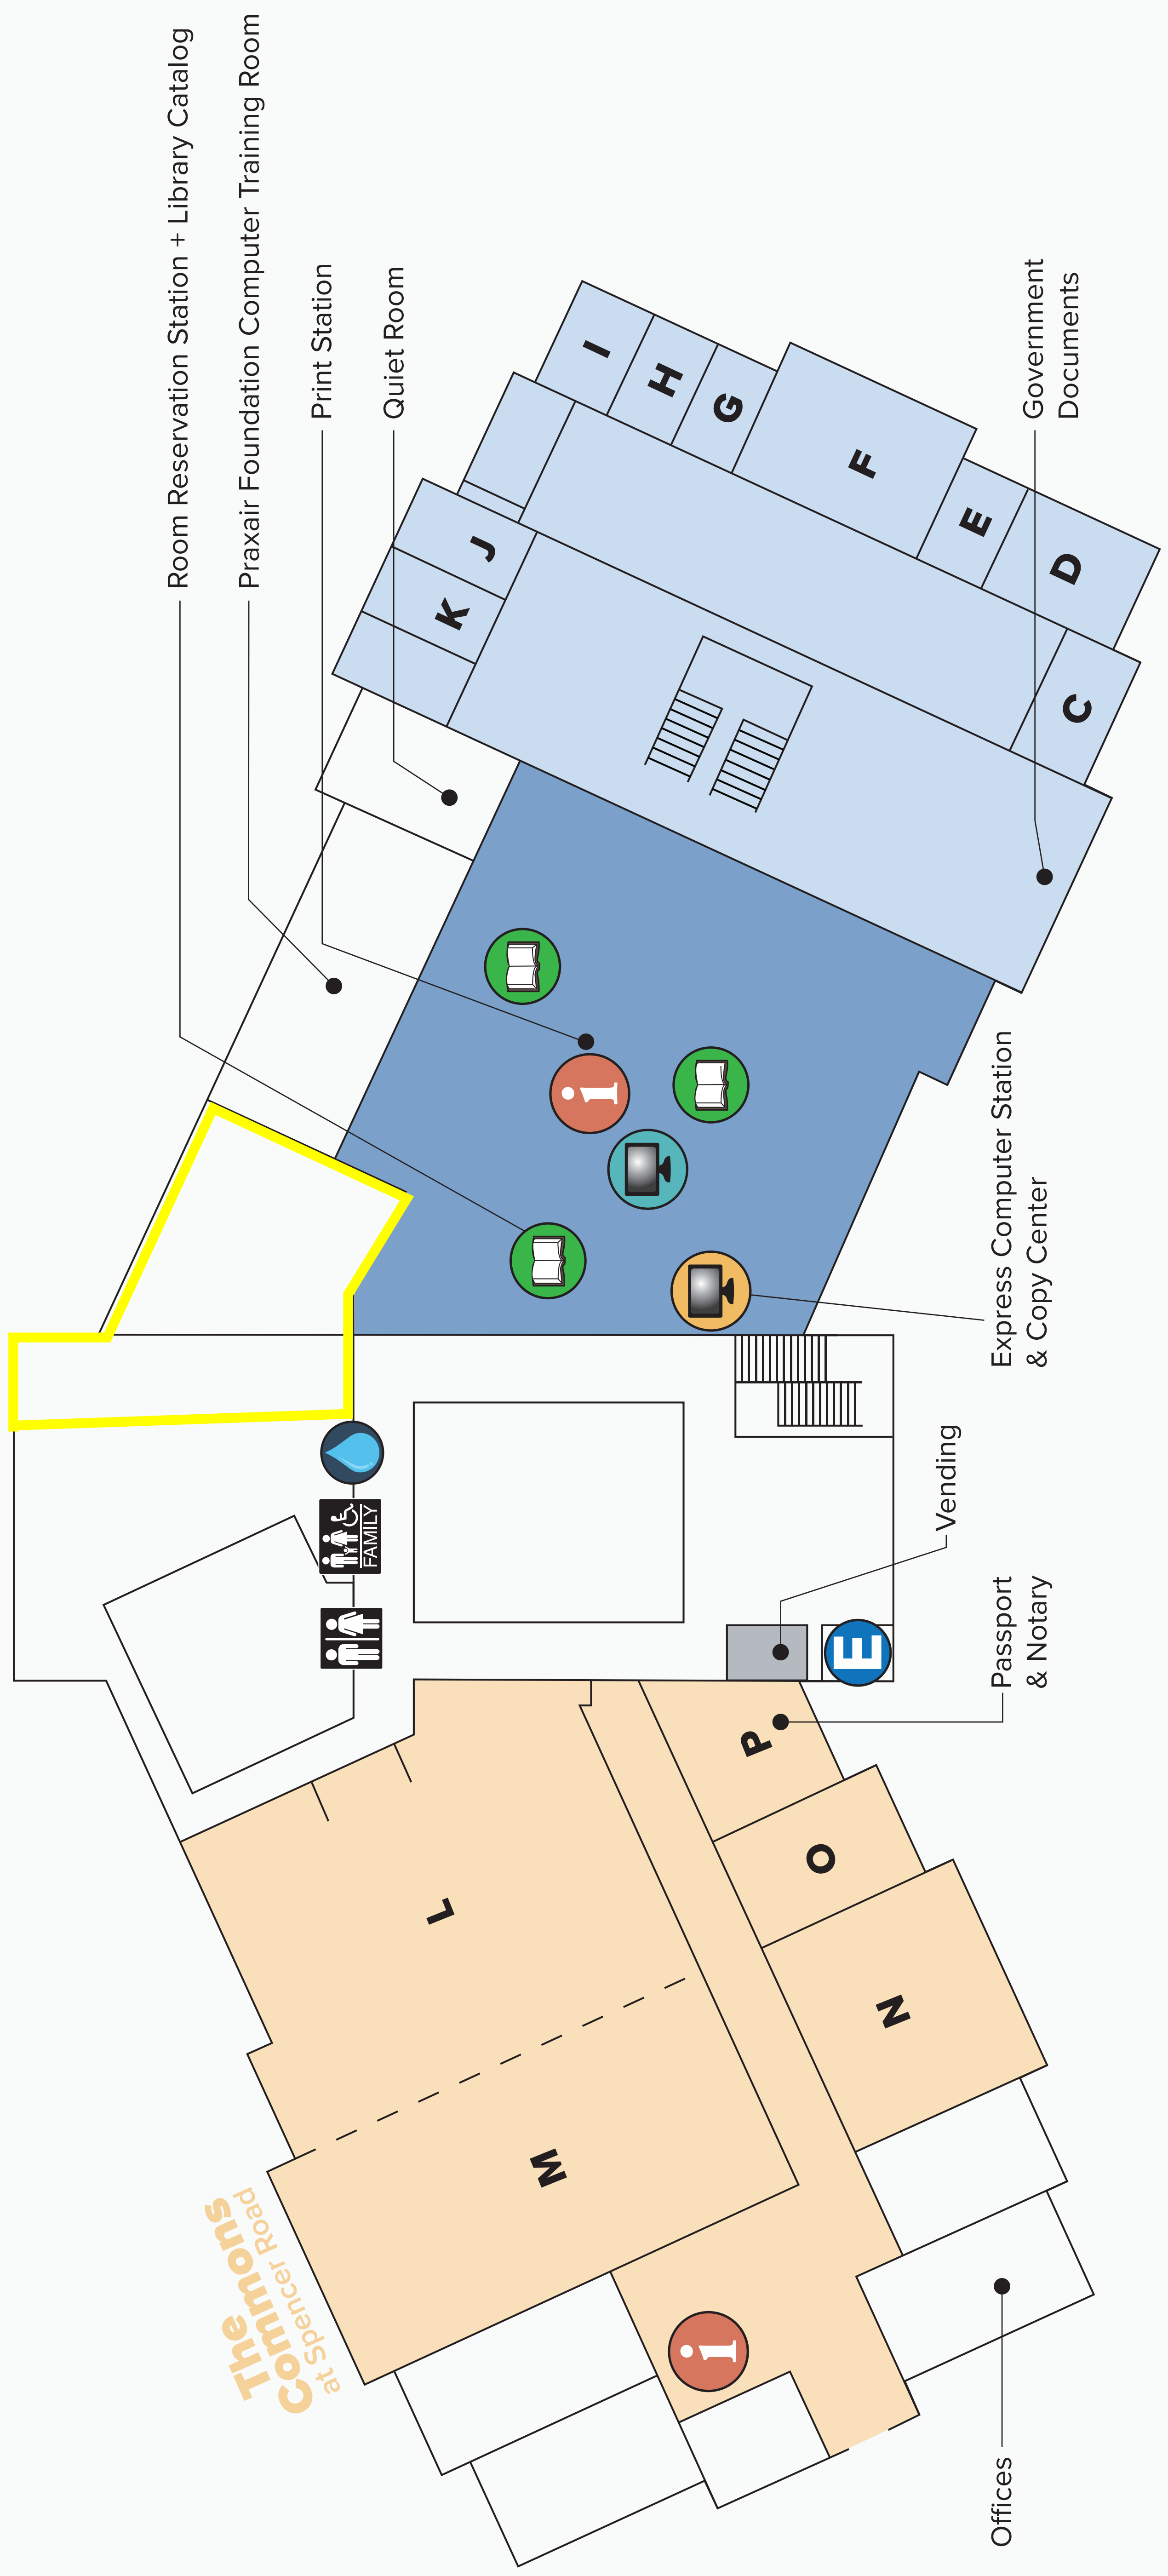 Room Reservation Station + Library Catalog
Praxair Foundation Computer Training Room
Print Station
Quiet Room
I
H
G
F
E
D
C
J
K
Government
Documents
i
Express Computer Station
& Copy Center
FAMILY
Vending
E
Passport
& Notary
P
O
N
L
M
The
Commons
at Spencer Road
i
Offices